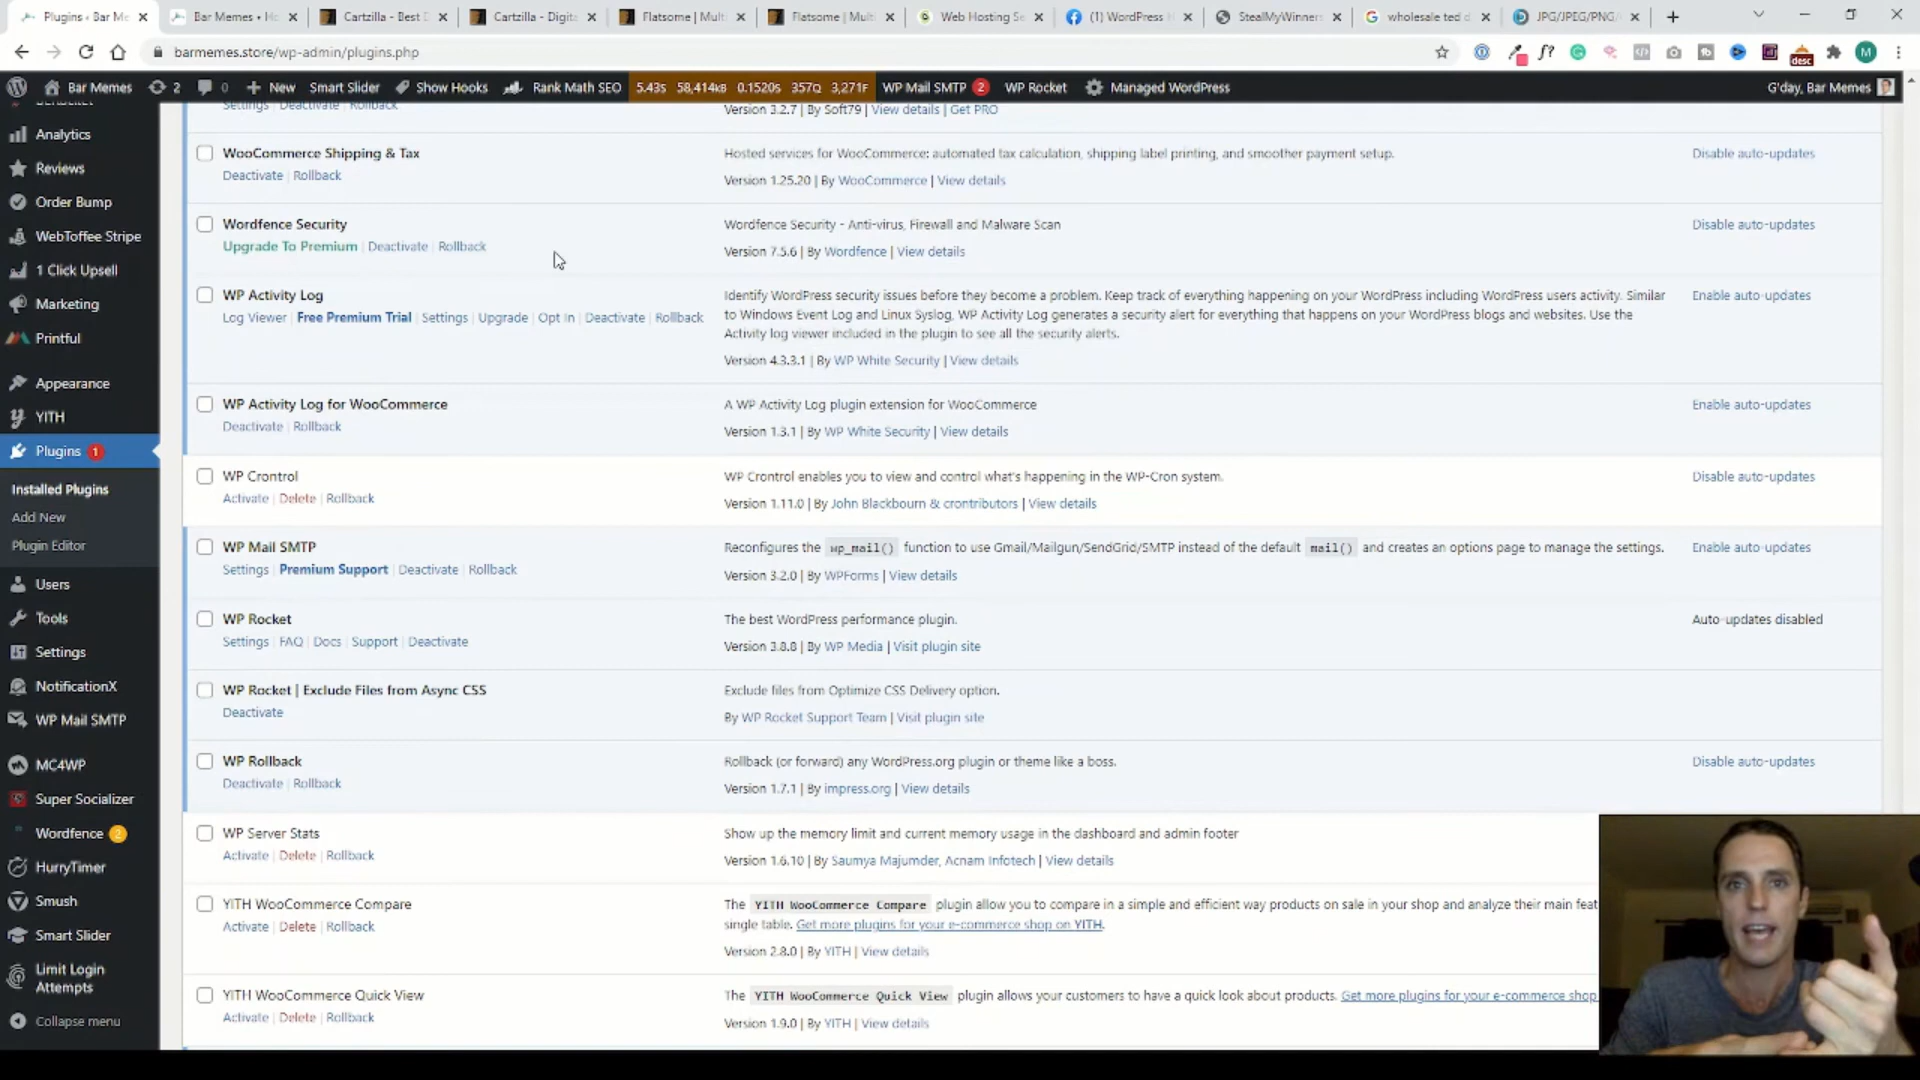 Plugins ‹ Bar Me
Bar Memes • Ho
Cartzilla - Best D
Cartzilla - Digita
Flatsome | Multi
Flatsome | Multi
Web Hosting Se
(1) WordPress H
StealMyWinners
wholesale ted d
JPG/JPEG/PNG/
barmemes.store/wp-admin/plugins.php
desc
M
Bar Memes 2 0 New Smart Slider Show Hooks Rank Math SEO 5.43s 58,414kB 0.1520s 357Q 3,271F WP Mail SMTP 2 WP Rocket Managed WordPress G'day, Bar Memes
Analytics
Reviews
Order Bump
WebToffee Stripe
1 Click Upsell
Marketing
Printful
Appearance
YITH
Plugins 1
Installed Plugins
Add New
Plugin Editor
Users
Tools
Settings
NotificationX
WP Mail SMTP
MC4WP
Super Socializer
Wordfence 2
HurryTimer
Smush
Smart Slider
Limit Login
Attempts
Collapse menu
Settings | Deactivate | Rollback
Version 3.2.7 | By Soft79 | View details | Get PRO
WooCommerce Shipping & Tax
Deactivate | Rollback
Hosted services for WooCommerce: automated tax calculation, shipping label printing, and smoother payment setup.
Version 1.25.20 | By WooCommerce | View details
Disable auto-updates
Wordfence Security
Upgrade To Premium | Deactivate | Rollback
Wordfence Security - Anti-virus, Firewall and Malware Scan
Version 7.5.6 | By Wordfence | View details
Disable auto-updates
WP Activity Log
Log Viewer | Free Premium Trial | Settings | Upgrade | Opt In | Deactivate | Rollback
Identify WordPress security issues before they become a problem. Keep track of everything happening on your WordPress including WordPress users activity. Similar
to Windows Event Log and Linux Syslog, WP Activity Log generates a security alert for everything that happens on your WordPress blogs and websites. Use the
Activity log viewer included in the plugin to see all the security alerts.
Version 4.3.3.1 | By WP White Security | View details
Enable auto-updates
WP Activity Log for WooCommerce
Deactivate | Rollback
A WP Activity Log plugin extension for WooCommerce
Version 1.3.1 | By WP White Security | View details
Enable auto-updates
WP Crontrol
Activate | Delete | Rollback
WP Crontrol enables you to view and control what's happening in the WP-Cron system.
Version 1.11.0 | By John Blackbourn & crontributors | View details
Disable auto-updates
WP Mail SMTP
Settings | Premium Support | Deactivate | Rollback
Reconfigures the wp_mail() function to use Gmail/Mailgun/SendGrid/SMTP instead of the default mail() and creates an options page to manage the settings.
Version 3.2.0 | By WPForms | View details
Enable auto-updates
WP Rocket
Settings | FAQ | Docs | Support | Deactivate
The best WordPress performance plugin.
Version 3.8.8 | By WP Media | Visit plugin site
Auto-updates disabled
WP Rocket | Exclude Files from Async CSS
Deactivate
Exclude files from Optimize CSS Delivery option.
By WP Rocket Support Team | Visit plugin site
WP Rollback
Deactivate | Rollback
Rollback (or forward) any WordPress.org plugin or theme like a boss.
Version 1.7.1 | By impress.org | View details
Disable auto-updates
WP Server Stats
Activate | Delete | Rollback
Show up the memory limit and current memory usage in the dashboard and admin footer
Version 1.6.10 | By Saumya Majumder, Acnam Infotech | View details
YITH WooCommerce Compare
Activate | Delete | Rollback
The YITH WooCommerce Compare plugin allow you to compare in a simple and efficient way products on sale in your shop and analyze their main feat
single table. Get more plugins for your e-commerce shop on YITH.
Version 2.8.0 | By YITH | View details
YITH WooCommerce Quick View
Activate | Delete | Rollback
The YITH WooCommerce Quick View plugin allows your customers to have a quick look about products. Get more plugins for your e-commerce shop
Version 1.9.0 | By YITH | View details